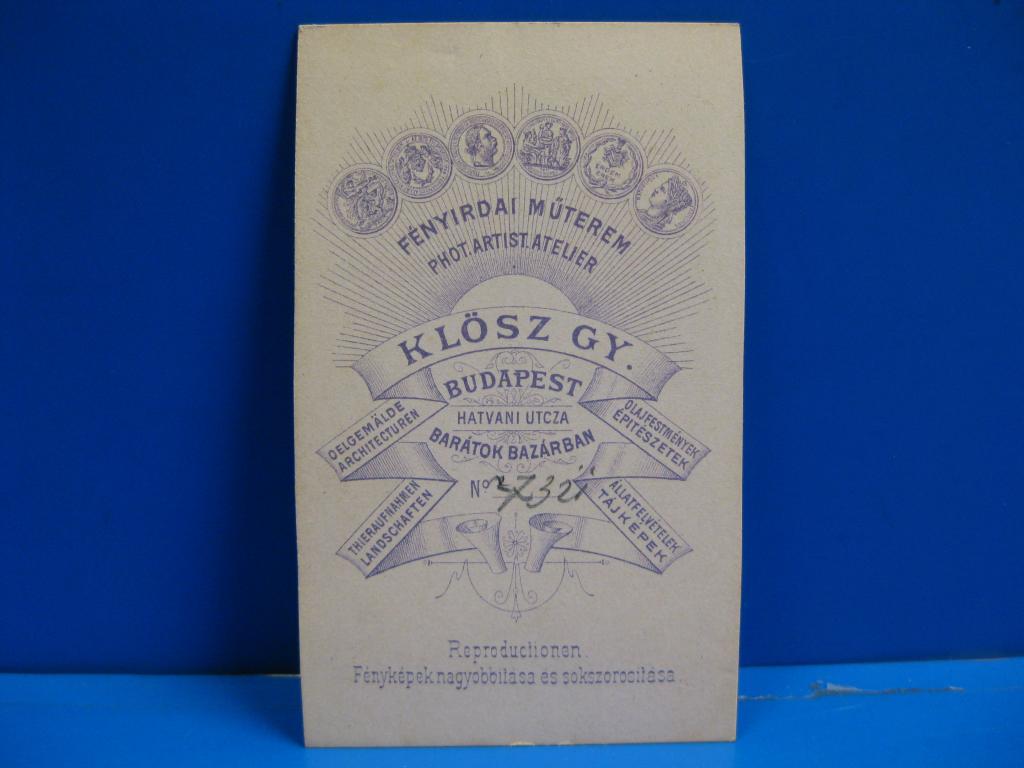 FÉNYIRDAI MŰTEREM
PHOT. ARTIST. ATELIER
KLÖSZ GY.
BUDAPEST
HATVANI UTCZA
BARÁTOK BAZÁRBAN
OELGEMÄLDE
ARCHITECTUREN
OLAJFESTMÉNYEK
ÉPITÉSZETEK
Nº
THIERAUFNAHMEN
LANDSCHAFTEN
ÁLLATFELVÉTELEK
TÁJKÉPEK
Reproductionen.
Fényképek nagyobbitása és sokszorositása.